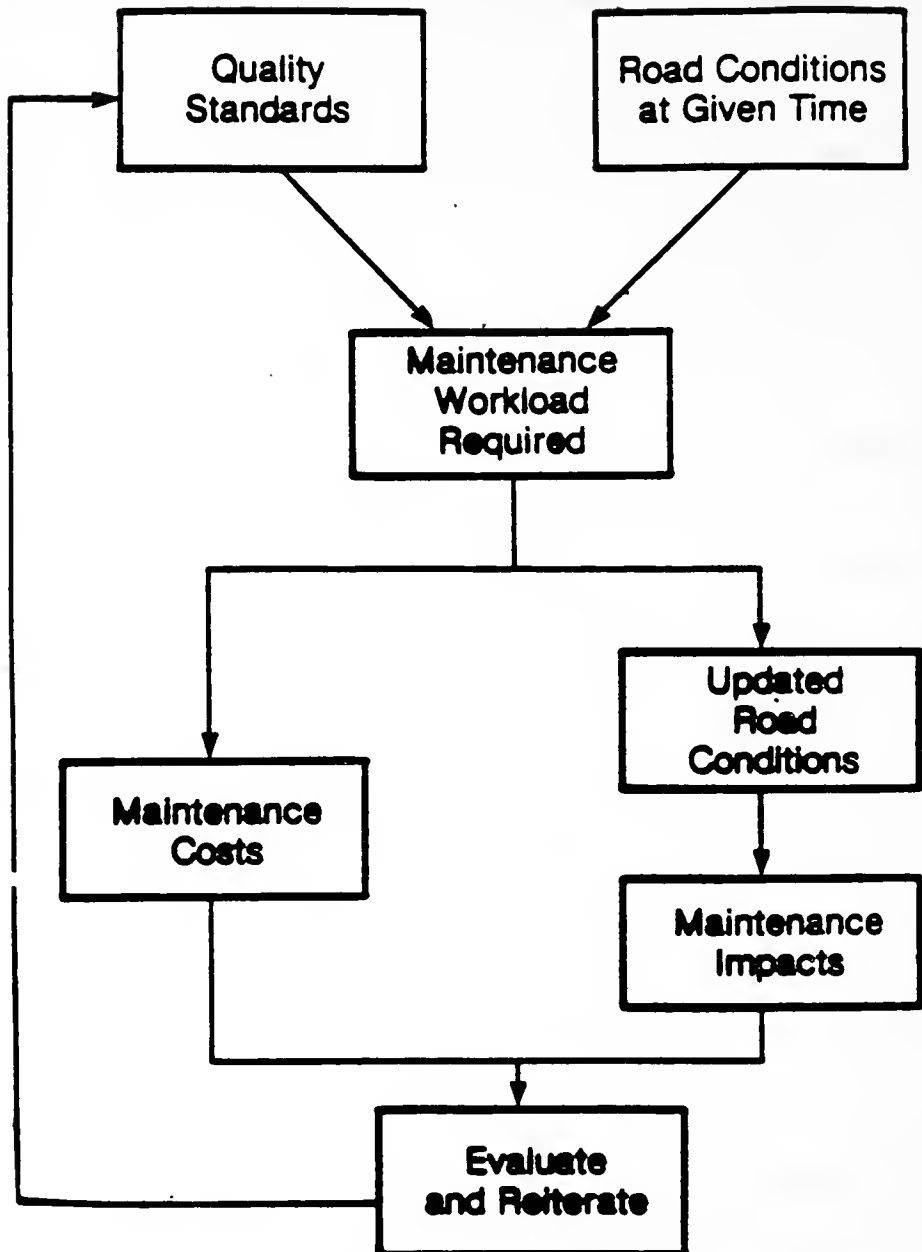 Quality
Standards
Road Conditions
at Given Time
Maintenance
Workload
Required
Updated
Road
Conditions
Maintenance
Costs
Maintenance
Impacts
Evaluate
and Reiterate